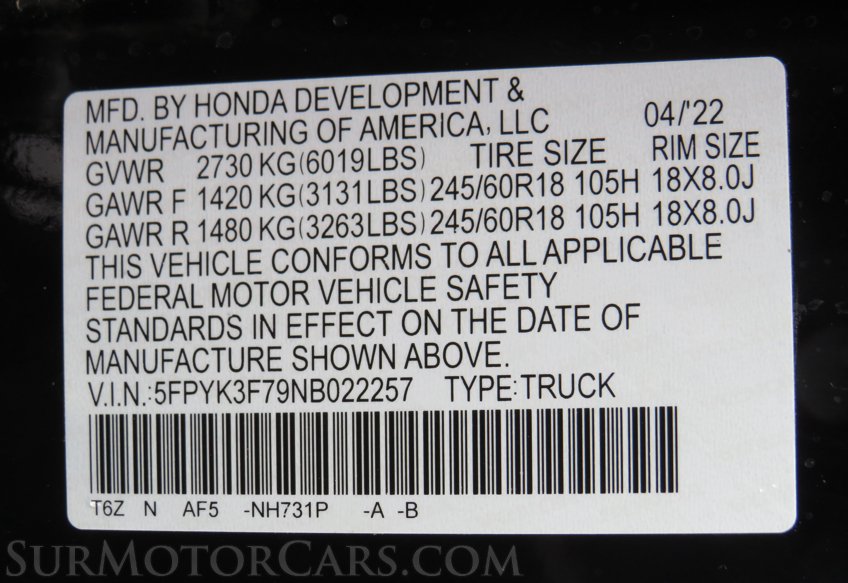 MFD. BY HONDA DEVELOPMENT &
MANUFACTURING OF AMERICA, LLC 04/'22
GVWR 2730 KG(6019LBS) TIRE SIZE RIM SIZE
GAWR F 1420 KG(3131LBS) 245/60R18 105H 18X8.0J
GAWR R 1480 KG(3263LBS) 245/60R18 105H 18X8.0J
THIS VEHICLE CONFORMS TO ALL APPLICABLE
FEDERAL MOTOR VEHICLE SAFETY
STANDARDS IN EFFECT ON THE DATE OF
MANUFACTURE SHOWN ABOVE.
V.I.N.:5FPYK3F79NB022257 TYPE:TRUCK
T6Z N AF5 -NH731P -A -B
SurMotorCars.com